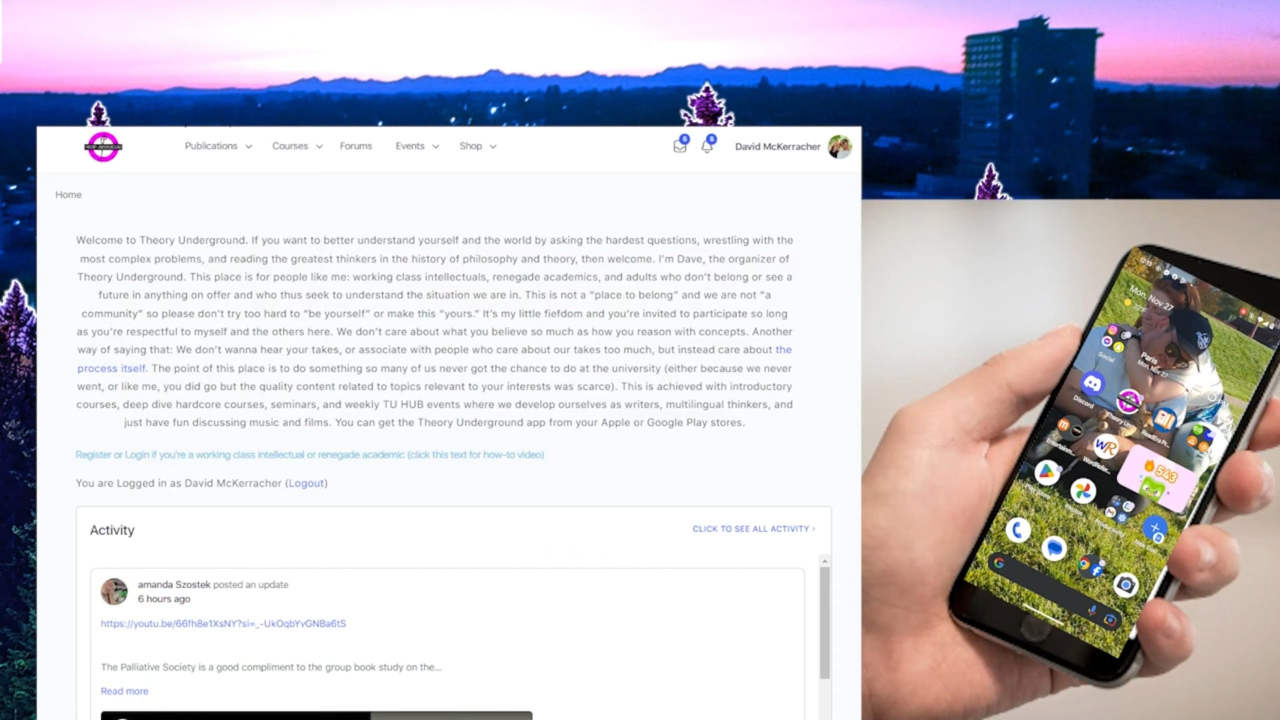 Publications Courses Forums Events Shop David McKerracher
Home
Welcome to Theory Underground. If you want to better understand yourself and the world by asking the hardest questions, wrestling with the
most complex problems, and reading the greatest thinkers in the history of philosophy and theory, then welcome. I'm Dave, the organizer of
Theory Underground. This place is for people like me: working class intellectuals, renegade academics, and adults who don't belong or see a
future in anything on offer and who thus seek to understand the situation we are in. This is not a "place to belong" and we are not "a
community" so please don't try too hard to "be yourself" or make this "yours." It's my little fiefdom and you're invited to participate so long
as you're respectful to myself and the others here. We don't care about what you believe so much as how you reason with concepts. Another
way of saying that: We don't wanna hear your takes, or associate with people who care about our takes too much, but instead care about the
process itself. The point of this place is to do something so many of us never got the chance to do at the university (either because we never
went, or like me, you did go but the quality content related to topics relevant to your interests was scarce). This is achieved with introductory
courses, deep dive hardcore courses, seminars, and weekly TU HUB events where we develop ourselves as writers, multilingual thinkers, and
just have fun discussing music and films. You can get the Theory Underground app from your Apple or Google Play stores.
Register or Login if you're a working class intellectual or renegade academic (click this text for how-to video)
You are Logged in as David McKerracher (Logout)
Activity
CLICK TO SEE ALL ACTIVITY ›
amanda Szostek posted an update
6 hours ago
https://youtu.be/66fh8e1XsNY?si=_-UkOqbYvGNBa6tS
The Palliative Society is a good compliment to the group book study on the...
Read more
Mon, Nov 27
Paris
Mon, Nov 27
Social
Discord
543